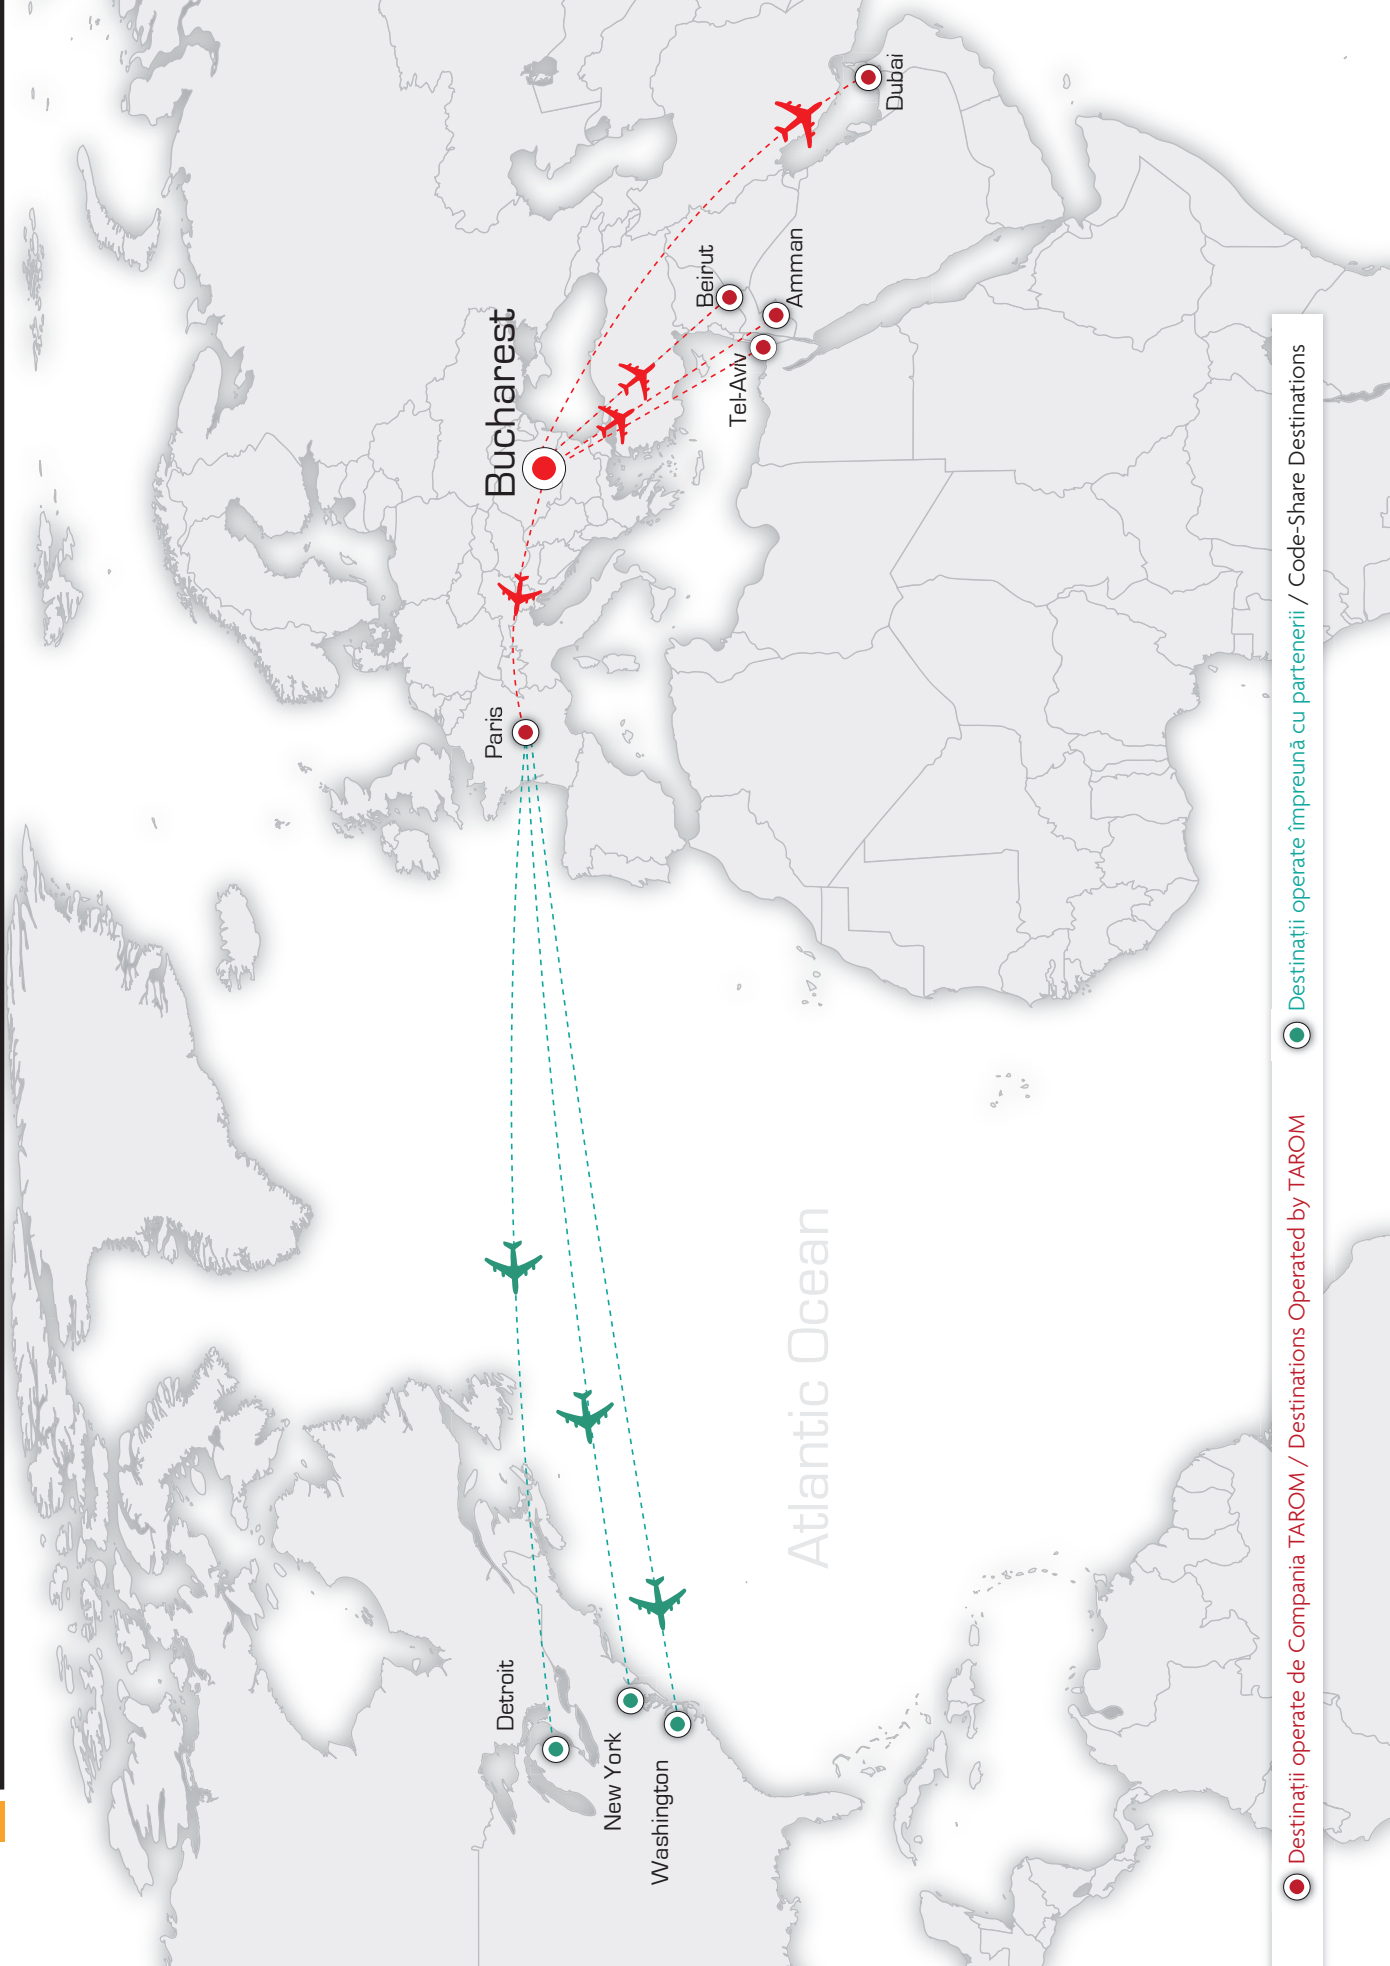 Detroit
New York
Washington
Paris
Bucharest
Tel-Aviv
Beirut
Amman
Dubai
Atlantic Ocean
Destinații operate de Compania TAROM / Destinations Operated by TAROM
Destinații operate împreună cu partenerii / Code-Share Destinations